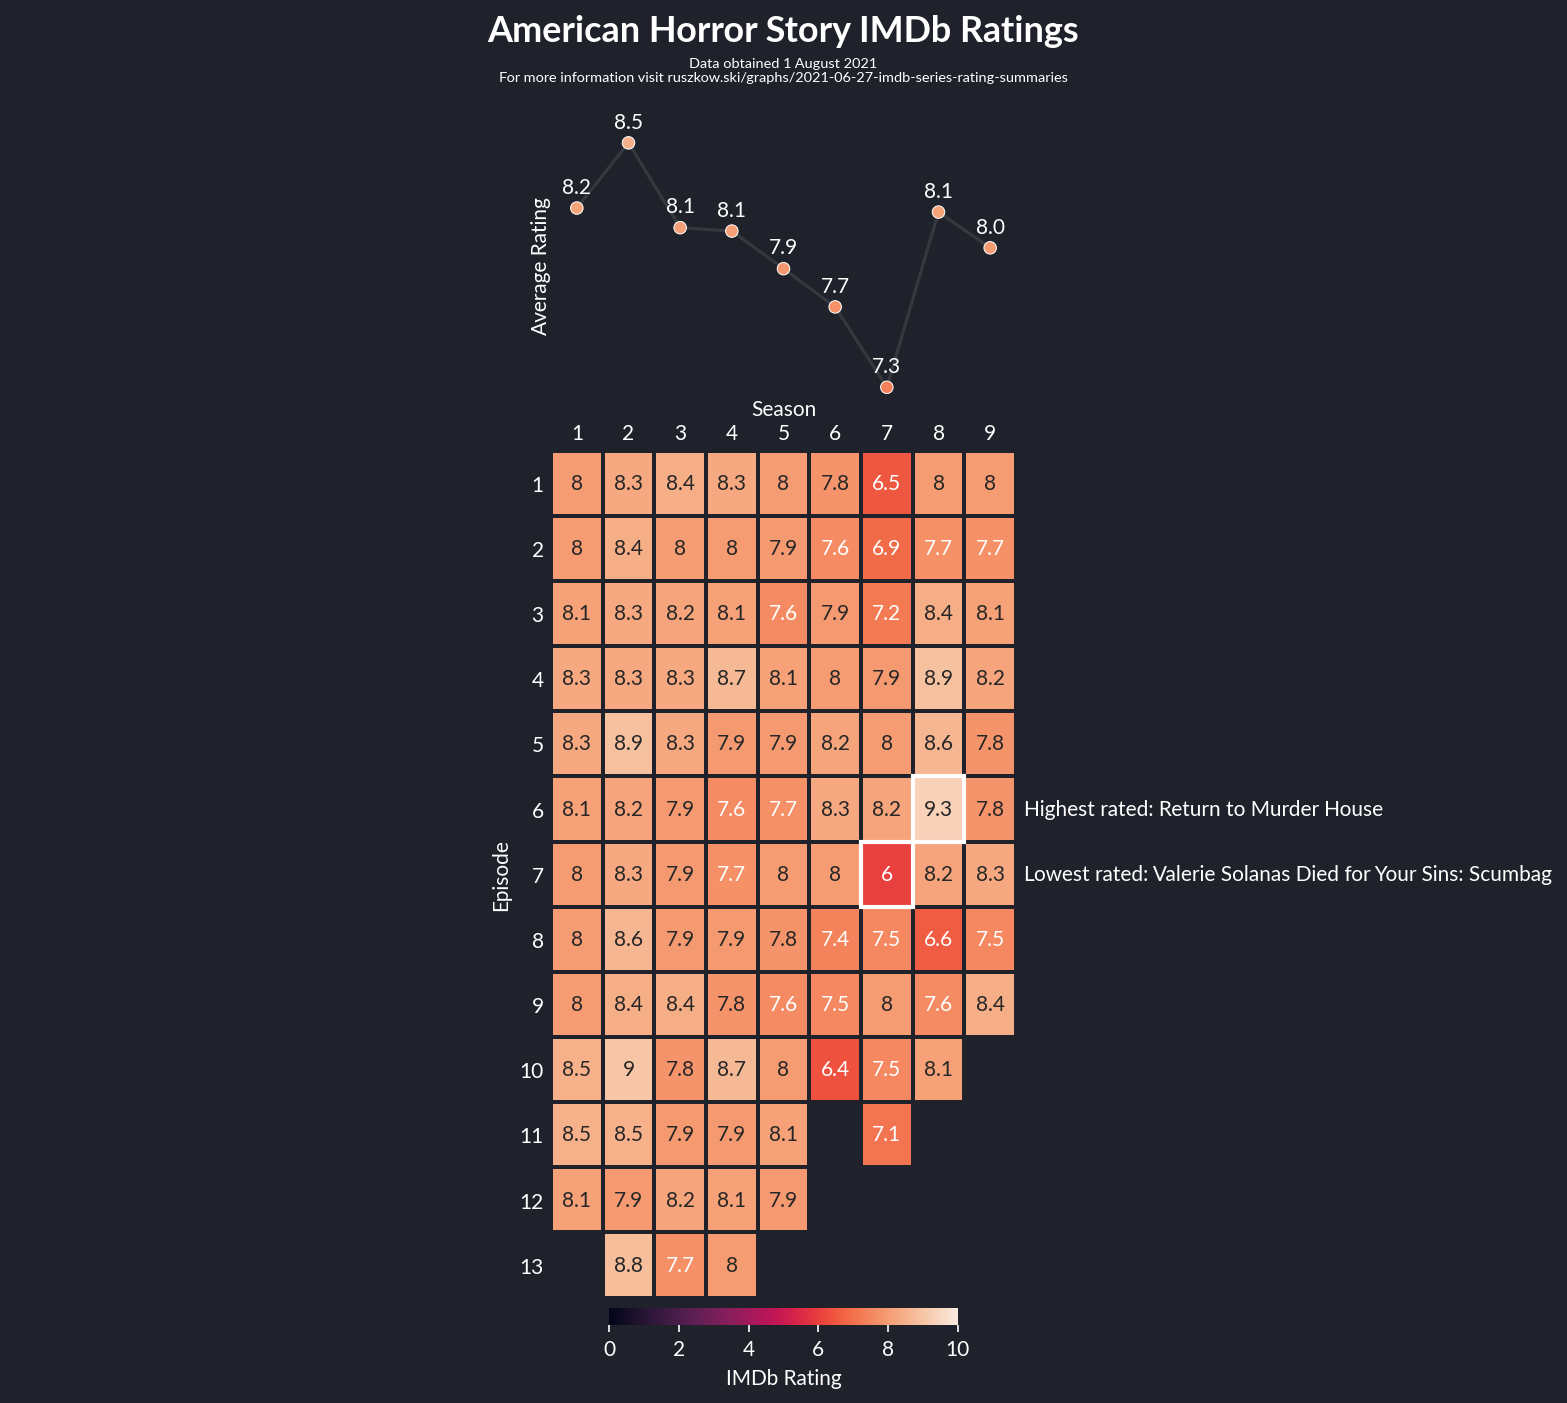 American Horror Story IMDb Ratings
Data obtained 1 August 2021
For more information visit ruszkow.ski/graphs/2021-06-27-imdb-series-rating-summaries
Average Rating
8.2 8.5 8.1 8.1 7.9 7.7 7.3 8.1 8.0
Season
1 2 3 4 5 6 7 8 9
Episode
1 8 8.3 8.4 8.3 8 7.8 6.5 8 8
2 8 8.4 8 8 7.9 7.6 6.9 7.7 7.7
3 8.1 8.3 8.2 8.1 7.6 7.9 7.2 8.4 8.1
4 8.3 8.3 8.3 8.7 8.1 8 7.9 8.9 8.2
5 8.3 8.9 8.3 7.9 7.9 8.2 8 8.6 7.8
6 8.1 8.2 7.9 7.6 7.7 8.3 8.2 9.3 7.8 Highest rated: Return to Murder House
7 8 8.3 7.9 7.7 8 8 6 8.2 8.3 Lowest rated: Valerie Solanas Died for Your Sins: Scumbag
8 8 8.6 7.9 7.9 7.8 7.4 7.5 6.6 7.5
9 8 8.4 8.4 7.8 7.6 7.5 8 7.6 8.4
10 8.5 9 7.8 8.7 8 6.4 7.5 8.1
11 8.5 8.5 7.9 7.9 8.1 7.1
12 8.1 7.9 8.2 8.1 7.9
13 8.8 7.7 8
0 2 4 6 8 10
IMDb Rating